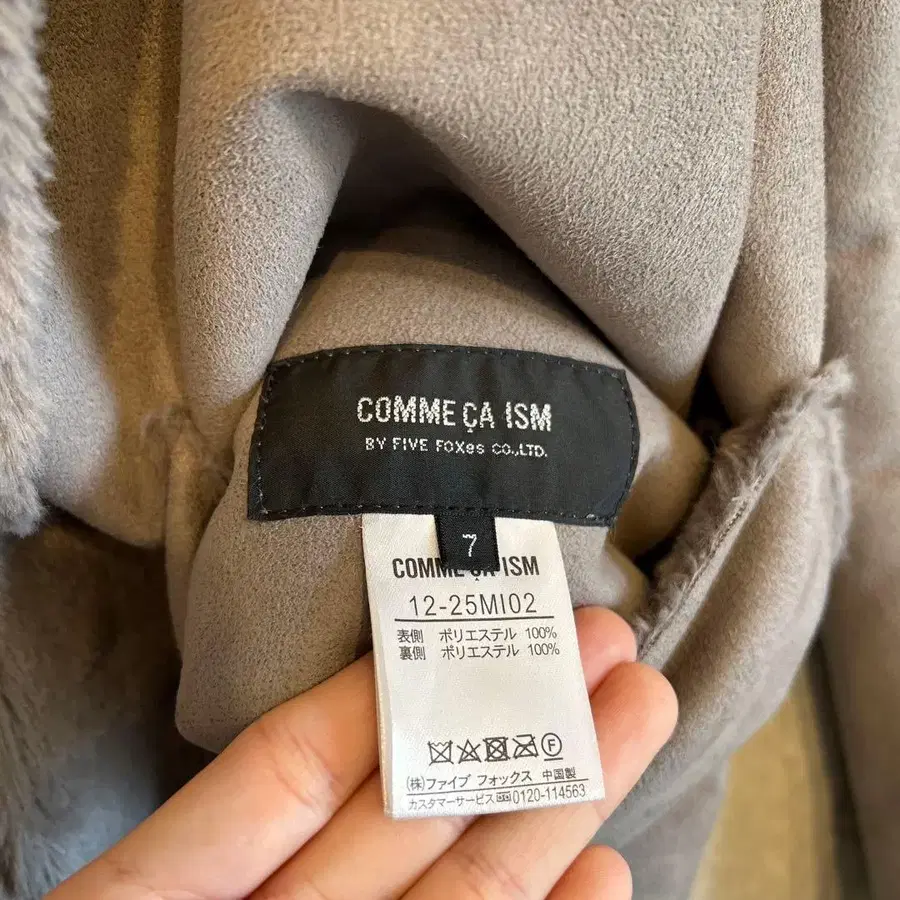 COMME ÇA ISM
BY FIVE FOXes CO.,LTD.
7
COMME ÇA ISM
12-25MI02
表側 ポリエステル 100%
裏側 ポリエステル 100%
F
(株)ファイブ フォックス 中国製
カスタマーサービス 0120-114563